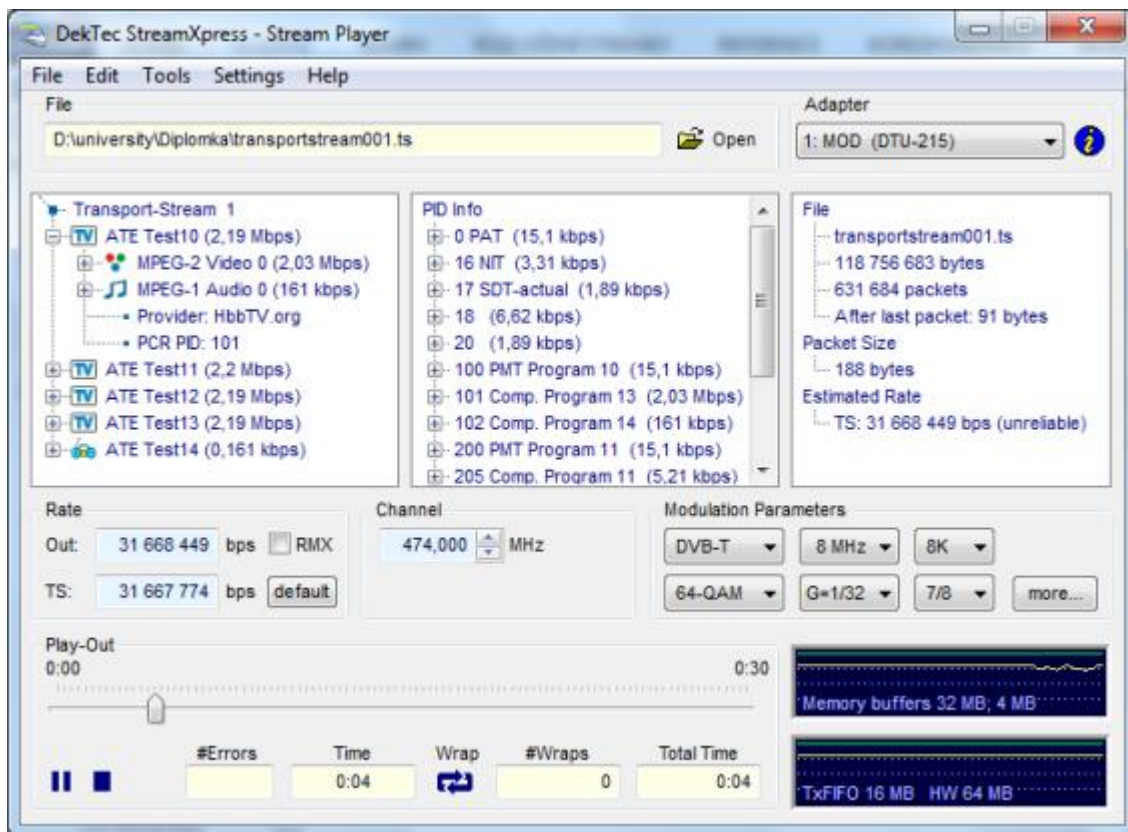 DekTec StreamXpress - Stream Player
File Edit Tools Settings Help
File
D:\university\Diplomka\transportstream001.ts
Open
Adapter
1: MOD (DTU-215)
Transport-Stream 1
TV ATE Test10 (2,19 Mbps)
MPEG-2 Video 0 (2,03 Mbps)
MPEG-1 Audio 0 (161 kbps)
Provider: HbbTV.org
PCR PID: 101
TV ATE Test11 (2,2 Mbps)
TV ATE Test12 (2,19 Mbps)
TV ATE Test13 (2,19 Mbps)
ATE Test14 (0,161 kbps)
PID Info
0 PAT (15,1 kbps)
16 NIT (3,31 kbps)
17 SDT-actual (1,89 kbps)
18 (6,62 kbps)
20 (1,89 kbps)
100 PMT Program 10 (15,1 kbps)
101 Comp. Program 13 (2,03 Mbps)
102 Comp. Program 14 (161 kbps)
200 PMT Program 11 (15,1 kbps)
205 Comp. Program 11 (5,21 kbps)
File
transportstream001.ts
118 756 683 bytes
631 684 packets
After last packet: 91 bytes
Packet Size
188 bytes
Estimated Rate
TS: 31 668 449 bps (unreliable)
Rate
Out: 31 668 449 bps RMX
TS: 31 667 774 bps default
Channel
474,000 MHz
Modulation Parameters
DVB-T 8 MHz 8K
64-QAM G=1/32 7/8 more...
Play-Out
0:00 0:30
#Errors Time Wrap #Wraps Total Time
0:04 0 0:04
Memory buffers 32 MB; 4 MB
TxFIFO 16 MB HW 64 MB